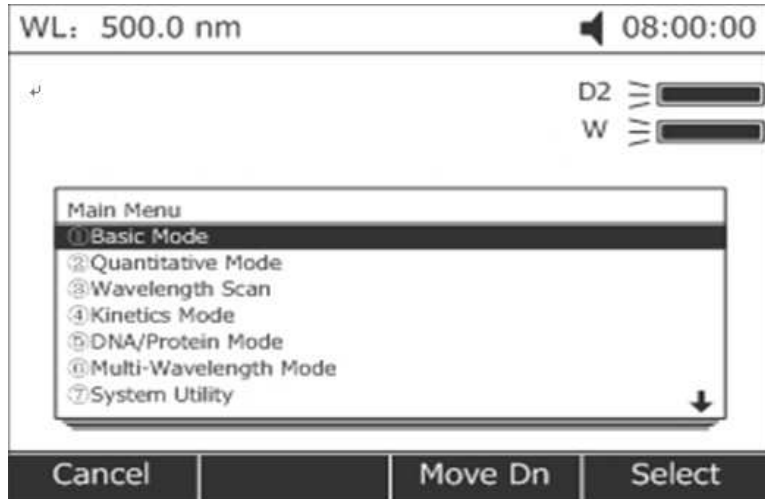 WL: 500.0 nm 08:00:00
↵
D2
W
Main Menu
①Basic Mode
②Quantitative Mode
③Wavelength Scan
④Kinetics Mode
⑤DNA/Protein Mode
⑥Multi-Wavelength Mode
⑦System Utility
Cancel Move Dn Select